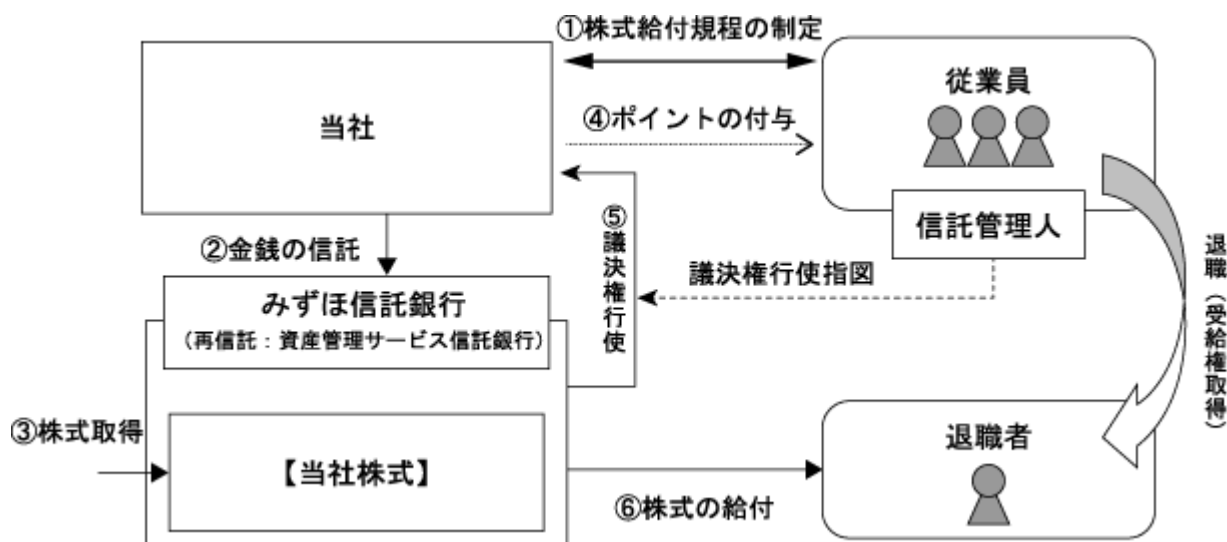 ①株式給付規程の制定
従業員
当社
④ポイントの付与
信託管理人
②金銭の信託
⑤議決権行使
議決権行使指図
退職（受給権取得）
みずほ信託銀行
（再信託：資産管理サービス信託銀行）
③株式取得
【当社株式】
退職者
⑥株式の給付